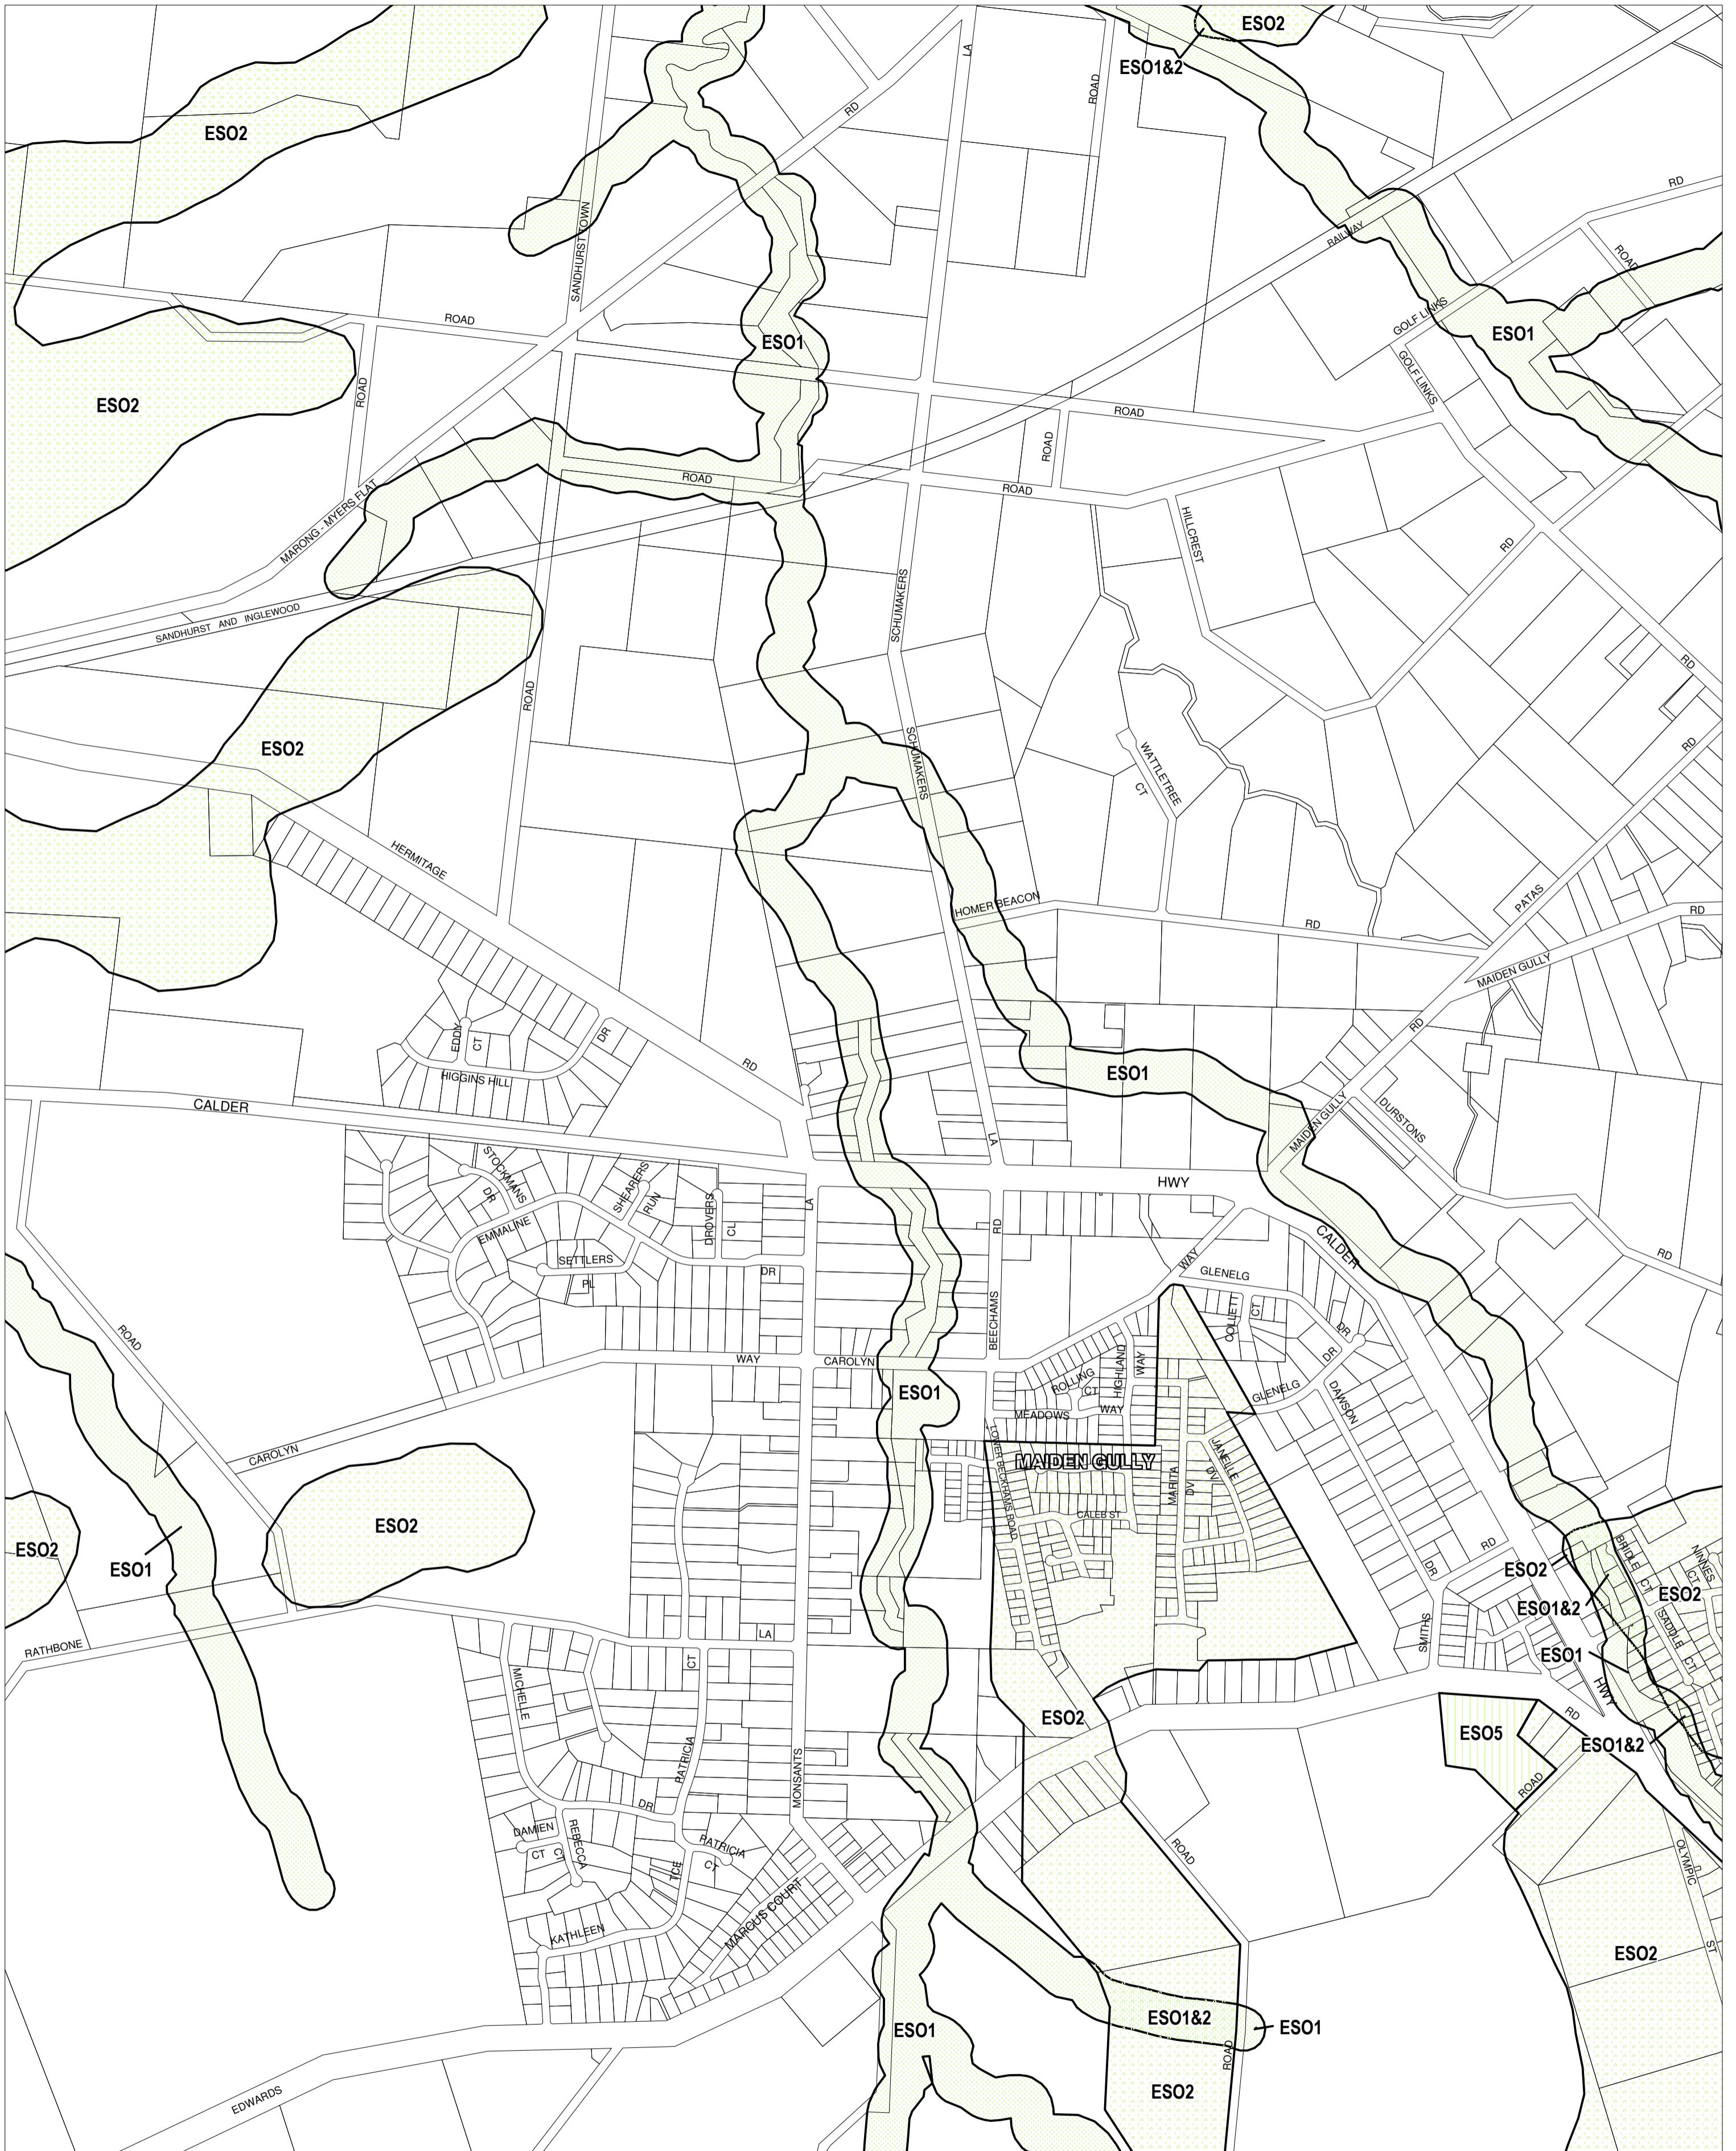 ESO2
ESO1&2
LA
ROAD
RD
ESO2
RD
SANDHURST TOWN
RAILWAY
ROAD
ROAD
GOLF LINKS
ESO1
ESO1
GOLF LINKS
ROAD
ESO2
ROAD
ROAD
ROAD
ROAD
MARONG - MYERS FLAT
HILLCREST
RD
SCHUMAKERS
SANDHURST AND INGLEWOOD
RD
ROAD
ESO2
SCHUMAKERS
WATTLETREE
CT
RD
HERMITAGE
HOMER BEACON
PATAS
RD
RD
MAIDEN GULLY
EDDY
CT
DR
RD
RD
HIGGINS HILL
ESO1
CALDER
DURSTONS
MAIDEN GULLY
LA
STOCKMANS
DR
SHEARERS
RUN
HWY
DROVERS
CL
LA
RD
EMMALINE
CALDER
RD
SETTLERS
PL
DR
WAY
GLENELG
COLLETT
CT
ROAD
BEECHAMS
DR
DR
WAY
CAROLYN
ROLLING
CT
HIGHLAND
WAY
ESO1
GLENELG
DAWSON
MEADOWS
WAY
CAROLYN
LOWER BECKHAMS ROAD
MAIDEN GULLY
MARITA
DV
JANELLE
DV
CALEB ST
ESO2
ESO2
ESO1
RD
DR
BRIDLE
CT
NINNES
CT
ESO2
ESO2
ESO1&2
SMITHS
SADDLE
CT
ESO1
LA
RATHBONE
CT
MICHELLE
HWY
ESO2
RD
ESO5
ESO1&2
PATRICIA
MONSANTS
ROAD
DR
DAMIEN
CT
REBECCA
CT
PATRICIA
CT
TCE
ROAD
OLYMPIC
ST
MARCUS COURT
KATHLEEN
ESO2
ESO1&2
ESO1
ESO1
ROAD
ESO2
EDWARDS